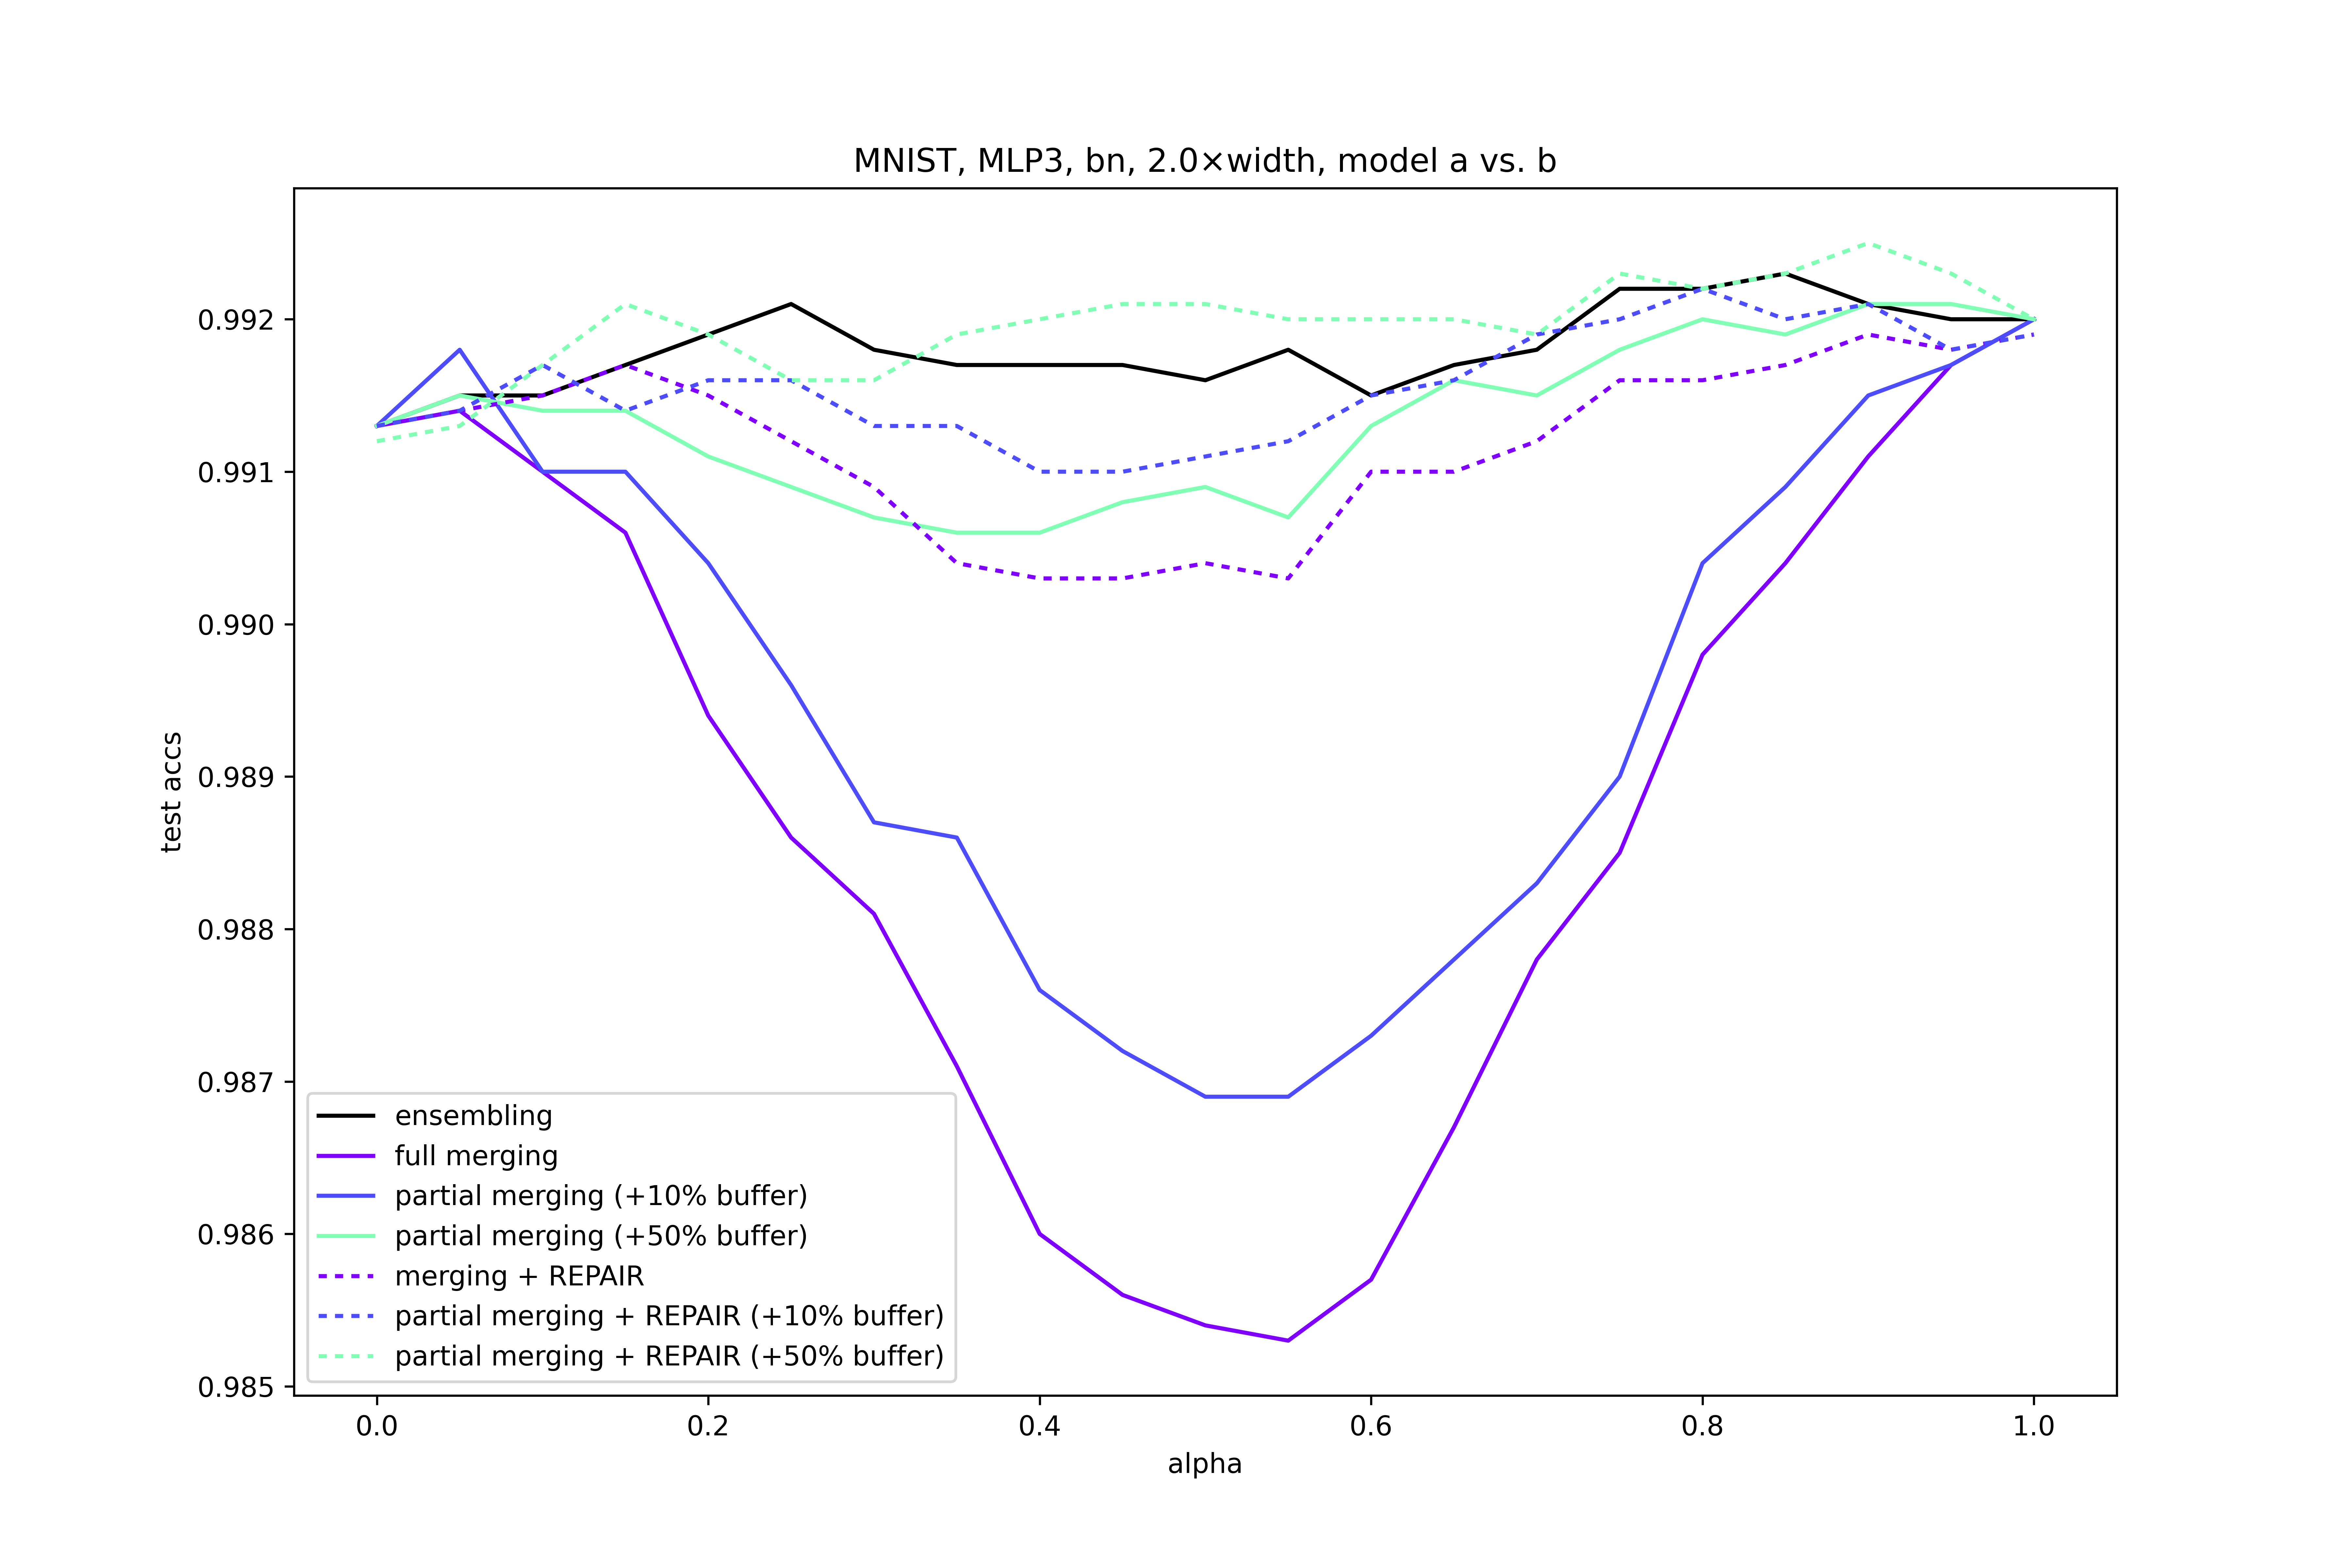 MNIST, MLP3, bn, 2.0×width, model a vs. b
0.992
0.991
0.990
0.989
0.988
0.987
0.986
0.985
test accs
ensembling
full merging
partial merging (+10% buffer)
partial merging (+50% buffer)
merging + REPAIR
partial merging + REPAIR (+10% buffer)
partial merging + REPAIR (+50% buffer)
0.0 0.2 0.4 0.6 0.8 1.0
alpha